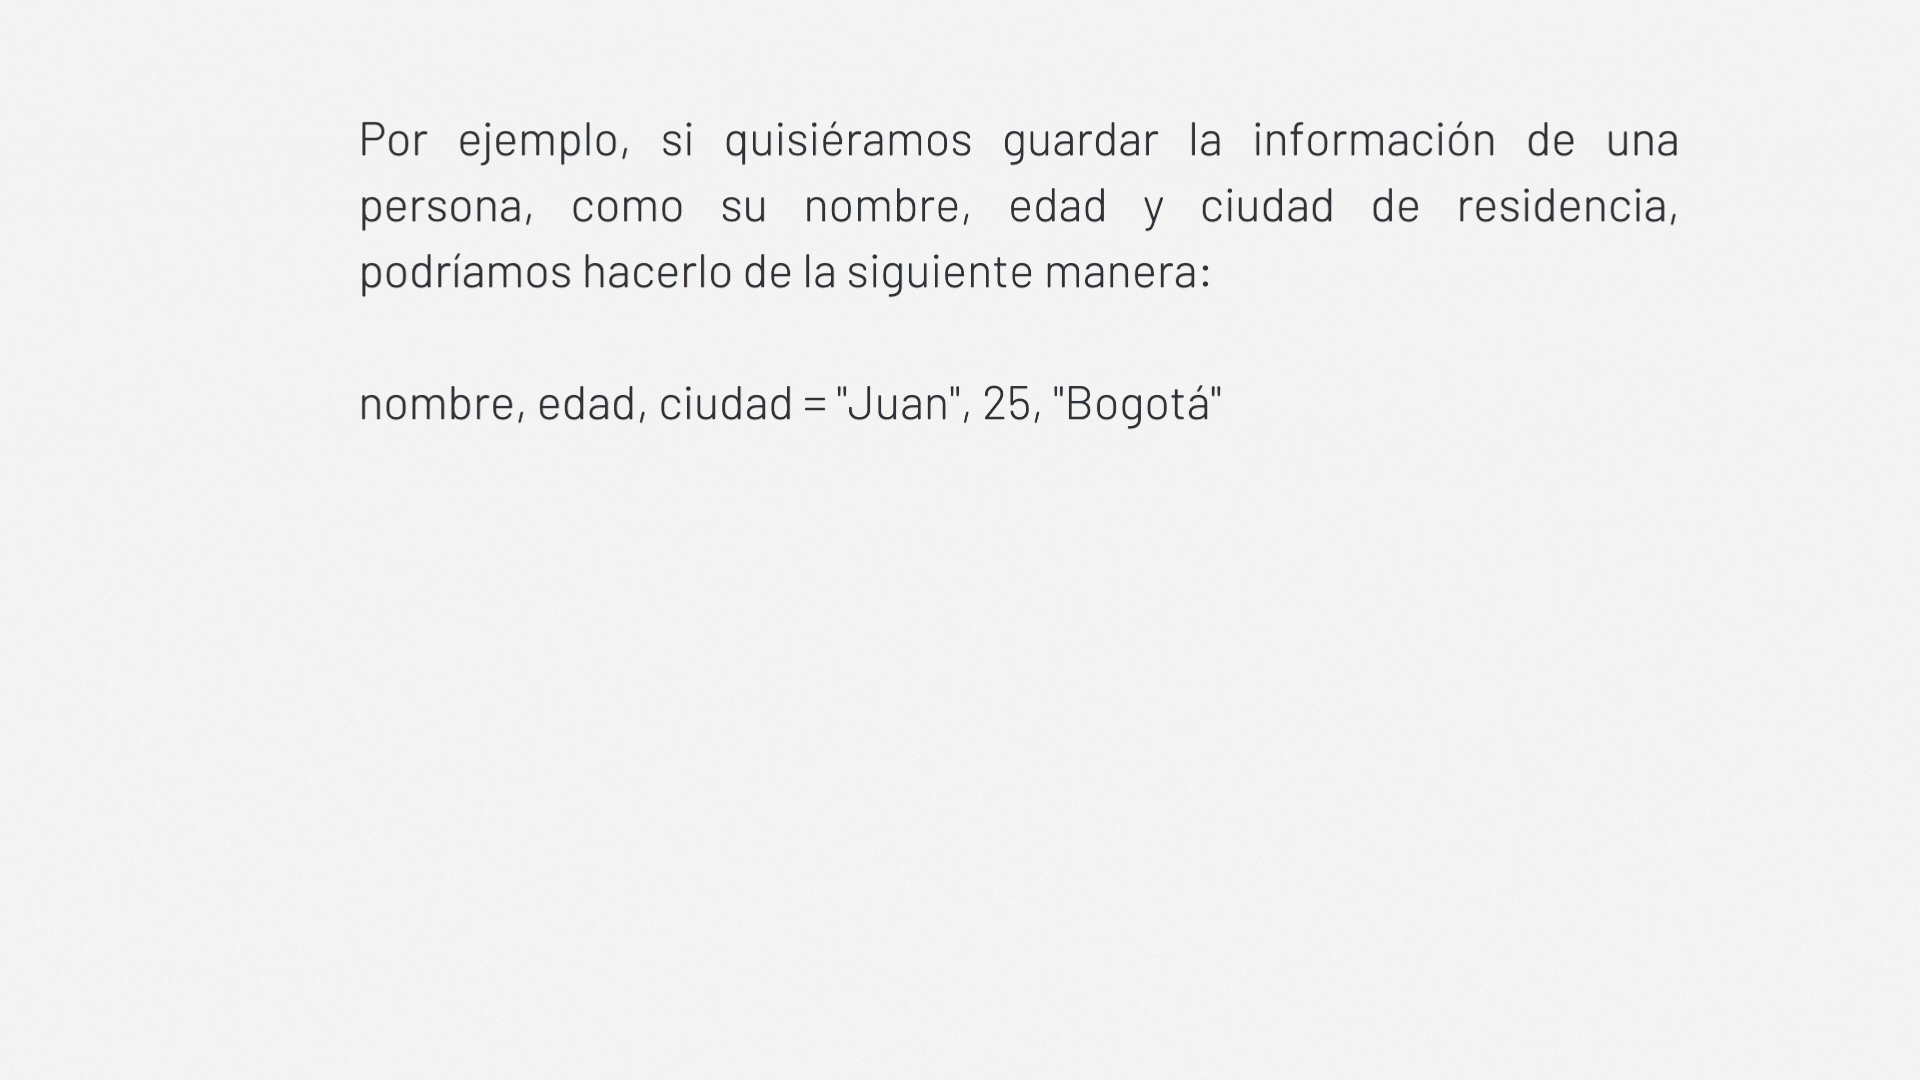 Por ejemplo, si quisiéramos guardar la información de una
persona, como su nombre, edad y ciudad de residencia,
podríamos hacerlo de la siguiente manera:
nombre, edad, ciudad = "Juan", 25, "Bogotá"